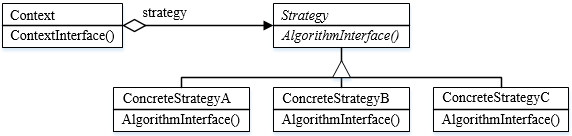 Context
ContextInterface()
strategy
Strategy
AlgorithmInterface()
ConcreteStrategyA
AlgorithmInterface()
ConcreteStrategyB
AlgorithmInterface()
ConcreteStrategyC
AlgorithmInterface()